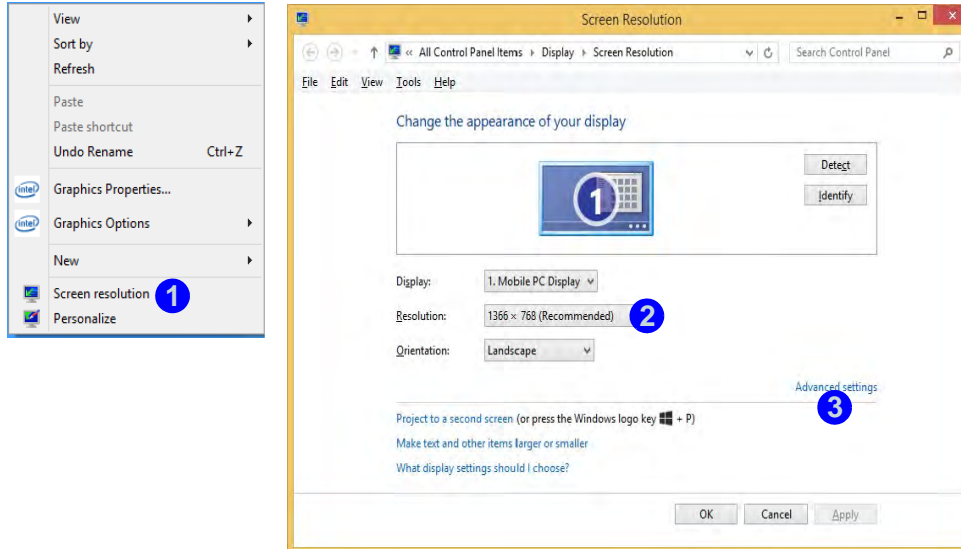 View
Sort by
Refresh
Paste
Paste shortcut
Undo Rename Ctrl+Z
intel Graphics Properties...
intel Graphics Options
New
Screen resolution 1
Personalize
Screen Resolution
« All Control Panel Items Display Screen Resolution Search Control Panel
File Edit View Tools Help
Change the appearance of your display
1
Detect
Identify
Display: 1. Mobile PC Display
Resolution: 1366 × 768 (Recommended) 2
Orientation: Landscape
Advanced settings
3
Project to a second screen (or press the Windows logo key + P)
Make text and other items larger or smaller
What display settings should I choose?
OK Cancel Apply